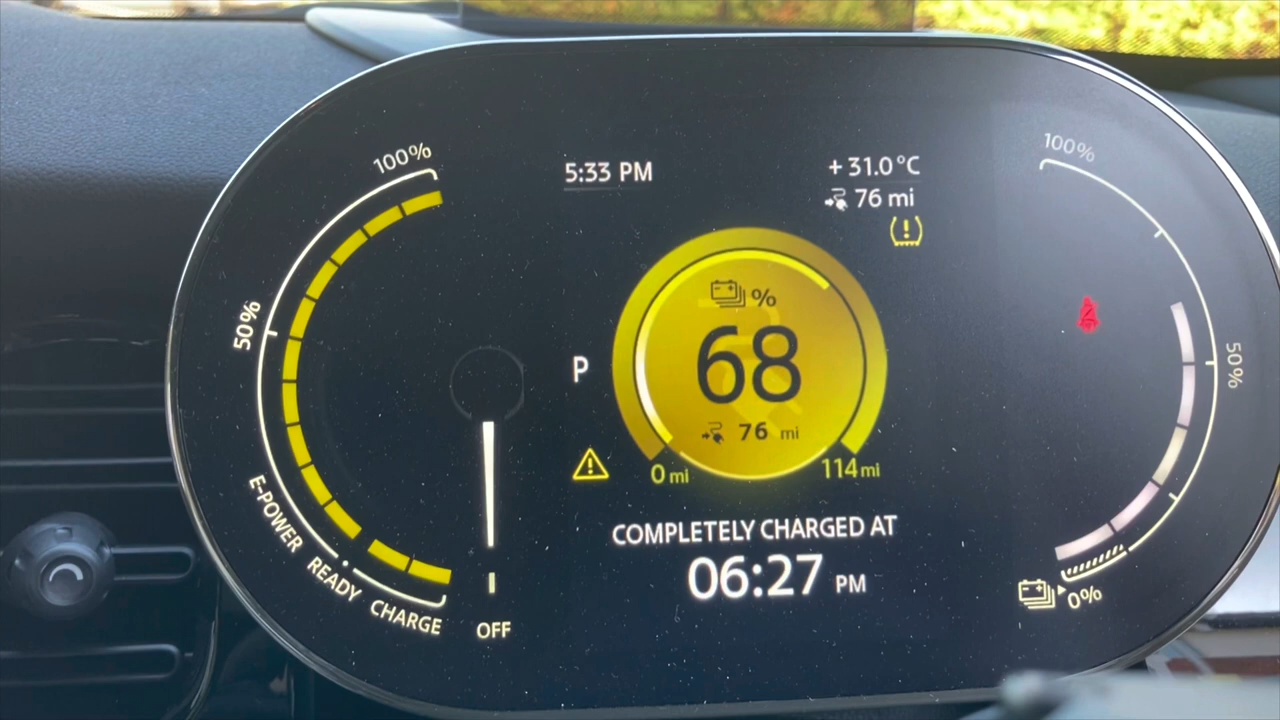 100%
50%
E-POWER
READY
CHARGE
5:33 PM
+31.0°C
76 mi
P
%
68
76 mi
0 mi
114 mi
COMPLETELY CHARGED AT
06:27 PM
OFF
100%
50%
0%